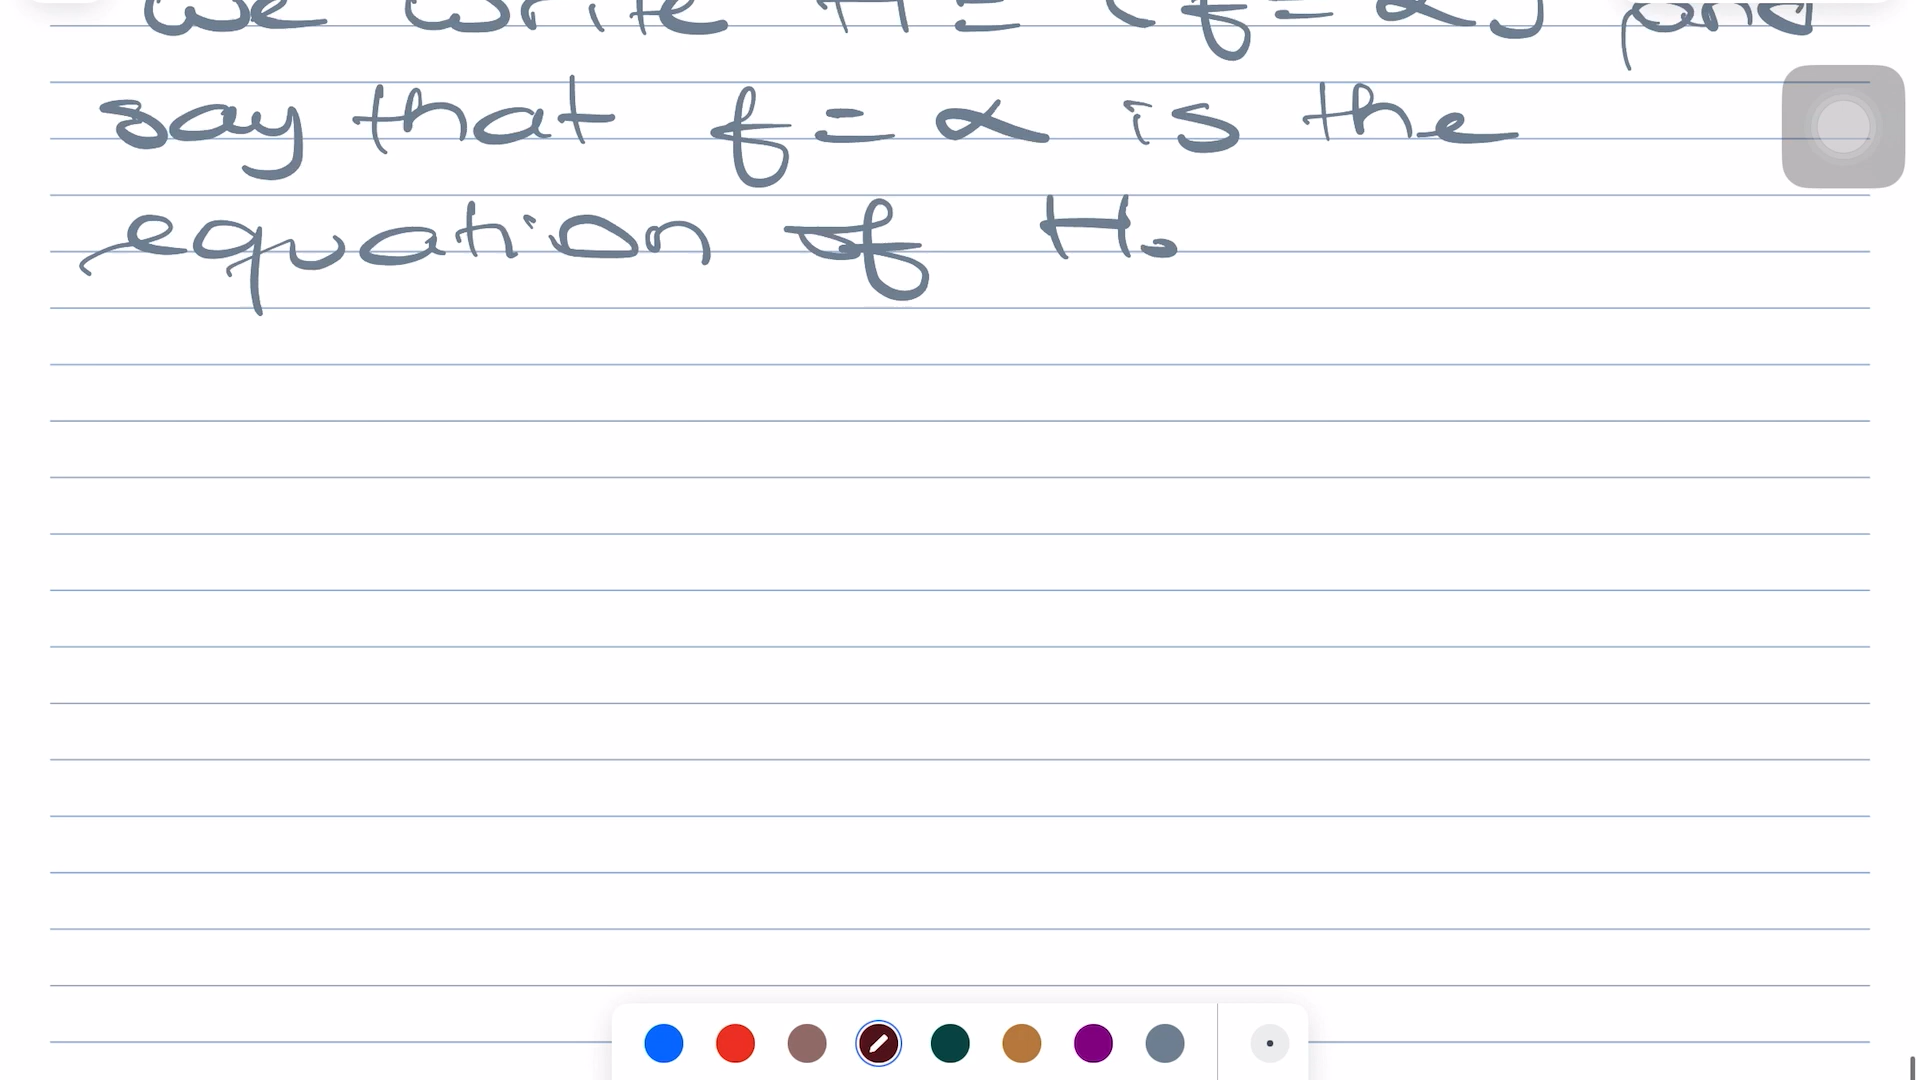 we write H = [f = α] and
say that f = α is the
equation of H.